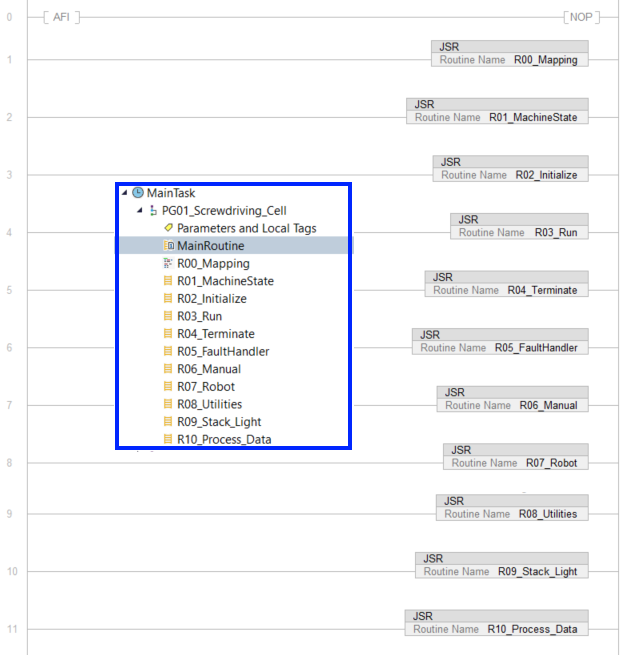 0 [ AFI ] [ NOP ]
JSR
1 Routine Name R00_Mapping
JSR
2 Routine Name R01_MachineState
JSR
3 Routine Name R02_Initialize
MainTask
PG01_Screwdriving_Cell
Parameters and Local Tags
MainRoutine
R00_Mapping
R01_MachineState
R02_Initialize
R03_Run
R04_Terminate
R05_FaultHandler
R06_Manual
R07_Robot
R08_Utilities
R09_Stack_Light
R10_Process_Data
JSR
4 Routine Name R03_Run
JSR
5 Routine Name R04_Terminate
JSR
6 Routine Name R05_FaultHandler
JSR
7 Routine Name R06_Manual
JSR
8 Routine Name R07_Robot
JSR
9 Routine Name R08_Utilities
JSR
10 Routine Name R09_Stack_Light
JSR
11 Routine Name R10_Process_Data